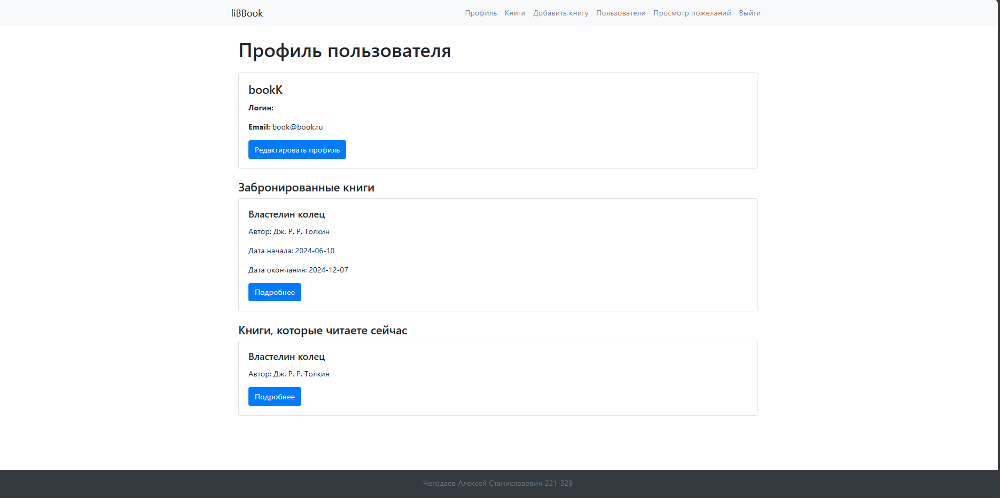 liBBook Профиль Книги Добавить книгу Пользователи Просмотр пожеланий Выйти
Профиль пользователя
bookK
Логин:
Email: book@book.ru
Редактировать профиль
Забронированные книги
Властелин колец
Автор: Дж. Р. Р. Толкин
Дата начала: 2024-06-10
Дата окончания: 2024-12-07
Подробнее
Книги, которые читаете сейчас
Властелин колец
Автор: Дж. Р. Р. Толкин
Подробнее
Чегодаев Алексей Станиславович 221-329